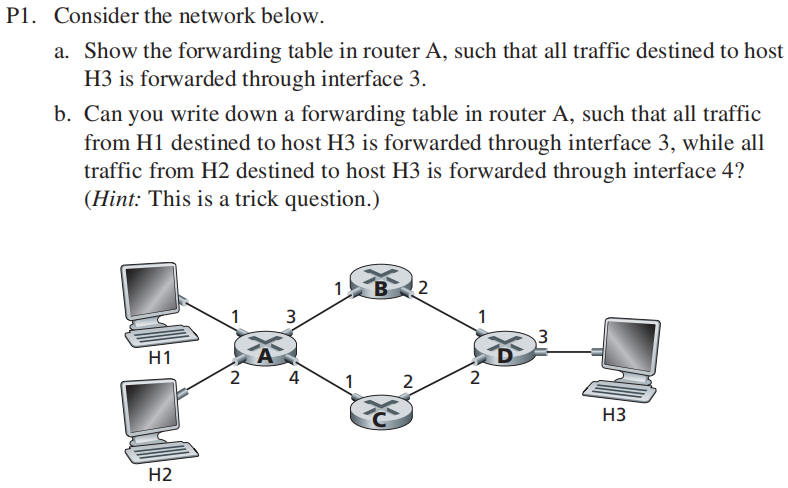 P1. Consider the network below.
a. Show the forwarding table in router A, such that all traffic destined to host
H3 is forwarded through interface 3.
b. Can you write down a forwarding table in router A, such that all traffic
from H1 destined to host H3 is forwarded through interface 3, while all
traffic from H2 destined to host H3 is forwarded through interface 4?
(Hint: This is a trick question.)
1 B 2
1 3
1
3
H1
A
D
2 4
1 2
2
C
H3
H2